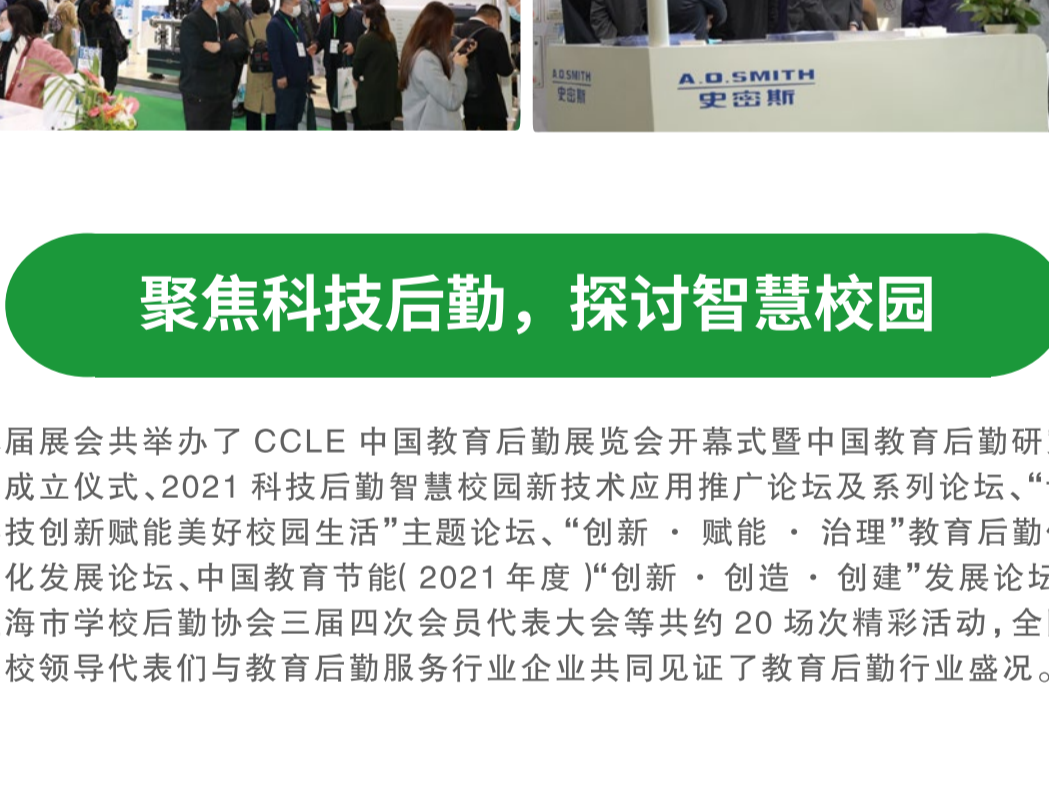 A.O.SMITH
史密斯
A.O.SMITH
史密斯
聚焦科技后勤，探讨智慧校园
届展会共举办了 CCLE 中国教育后勤展览会开幕式暨中国教育后勤研
成立仪式、2021 科技后勤智慧校园新技术应用推广论坛及系列论坛、“
技创新赋能美好校园生活”主题论坛、“创新 · 赋能 · 治理”教育后勤
化发展论坛、中国教育节能( 2021 年度 )“创新 · 创造 · 创建”发展论坛
海市学校后勤协会三届四次会员代表大会等共约 20 场次精彩活动，全
校领导代表们与教育后勤服务行业企业共同见证了教育后勤行业盛况。